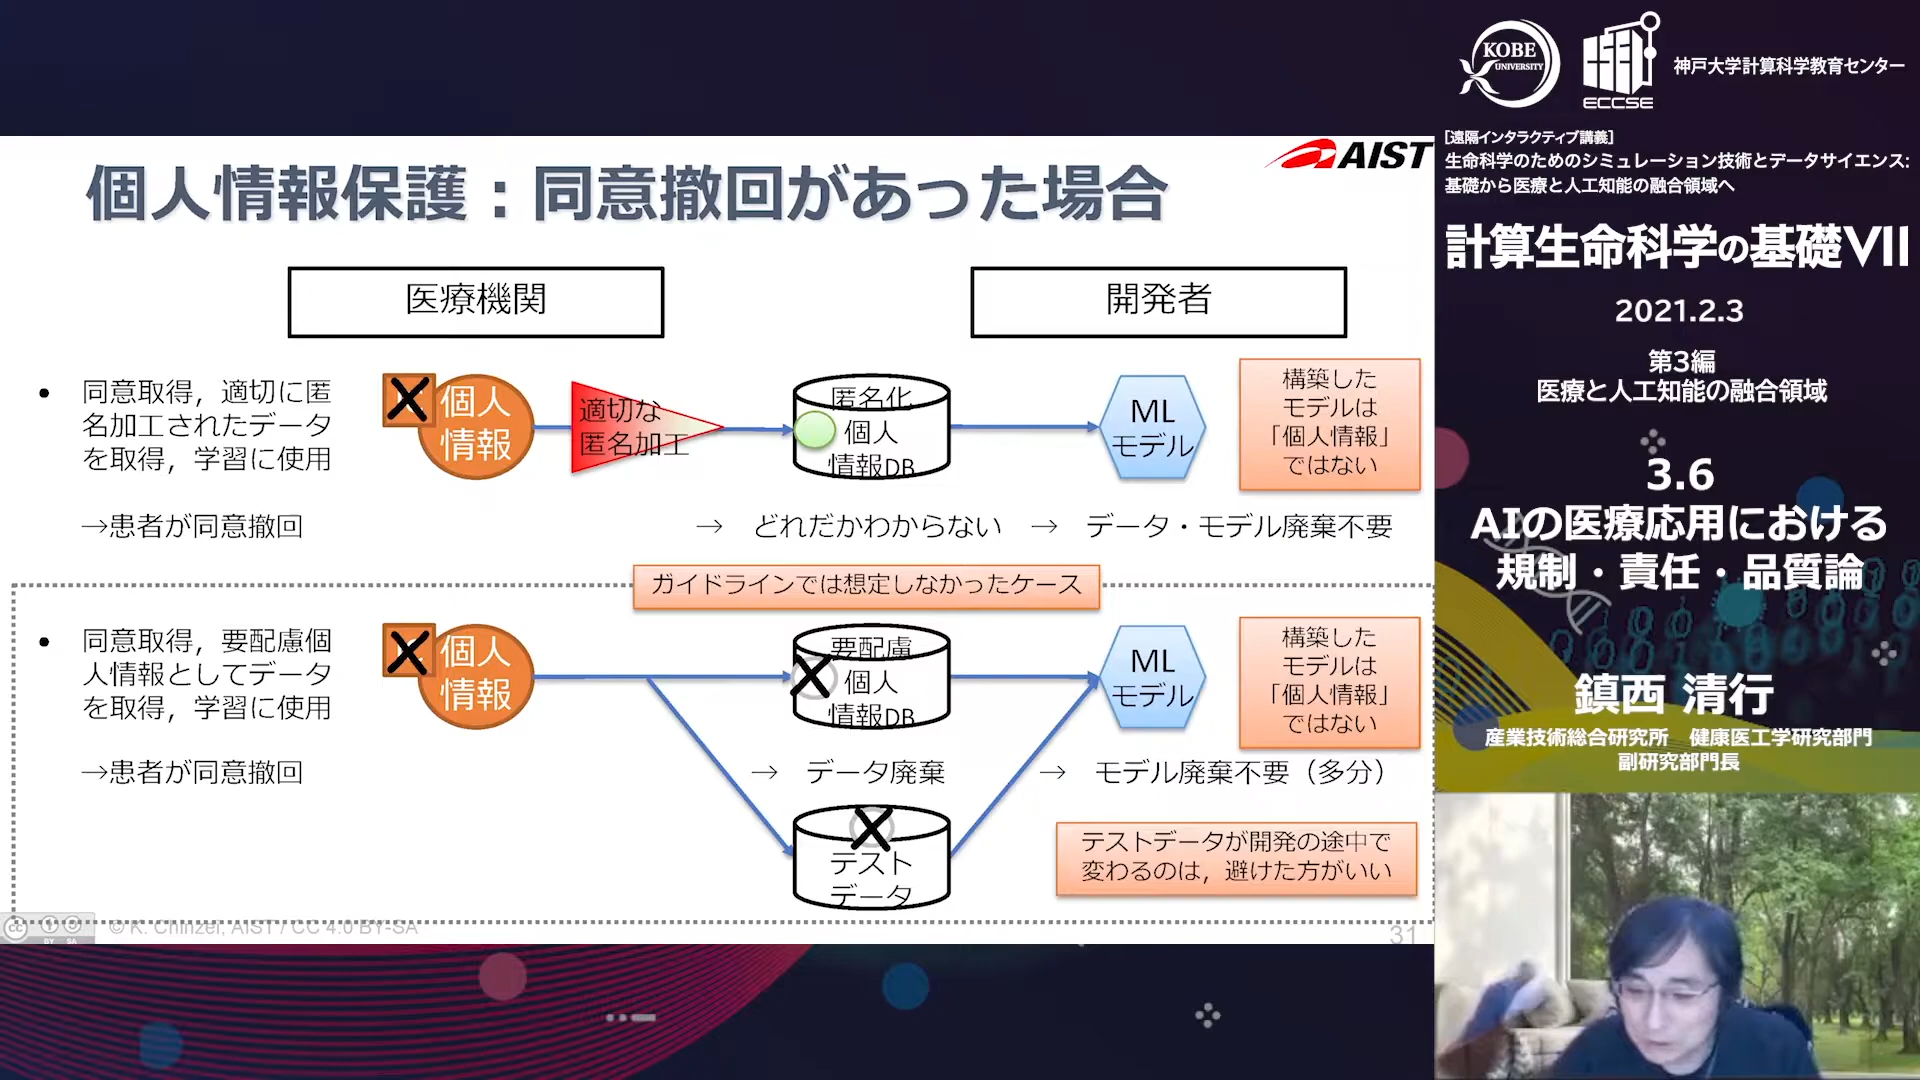 個人情報保護：同意撤回があった場合
AIST
医療機関
開発者
• 同意取得，適切に匿
名加工されたデータ
を取得，学習に使用
→患者が同意撤回
個人
情報
適切な
匿名加工
匿名化
個人
情報DB
ML
モデル
構築した
モデルは
「個人情報」
ではない
→ どれだかわからない → データ・モデル廃棄不要
ガイドラインでは想定しなかったケース
• 同意取得，要配慮個
人情報としてデータ
を取得，学習に使用
→患者が同意撤回
個人
情報
要配慮
個人
情報DB
ML
モデル
構築した
モデルは
「個人情報」
ではない
→ データ廃棄 → モデル廃棄不要（多分）
テスト
データ
テストデータが開発の途中で
変わるのは，避けた方がいい
cc BY SA
© K. Chinzei, AIST / CC 4.0 BY-SA
31
KOBE
UNIVERSITY
ECCSE
神戸大学計算科学教育センター
［遠隔インタラクティブ講義］
生命科学のためのシミュレーション技術とデータサイエンス:
基礎から医療と人工知能の融合領域へ
計算生命科学の基礎VII
2021.2.3
第3編
医療と人工知能の融合領域
3.6
AIの医療応用における
規制・責任・品質論
鎮西 清行
産業技術総合研究所　健康医工学研究部門
副研究部門長